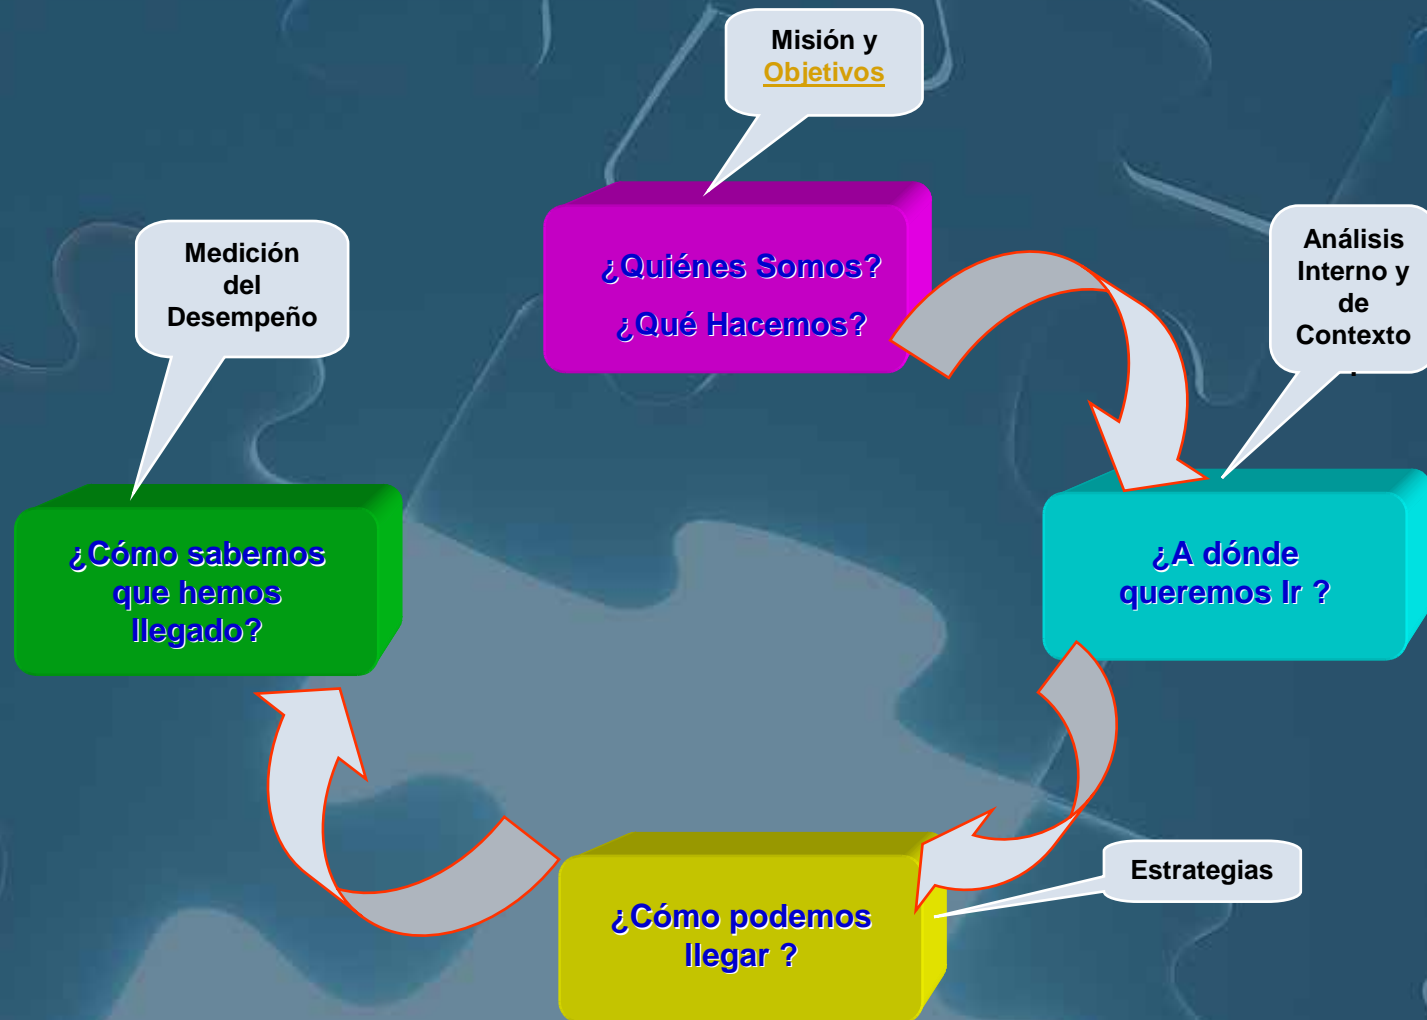 Misión y
Objetivos
¿Quiénes Somos?
¿Qué Hacemos?
Análisis
Interno y
de
Contexto
.
¿A dónde
queremos Ir ?
Estrategias
¿Cómo podemos
llegar ?
Medición
del
Desempeño
¿Cómo sabemos
que hemos
llegado?